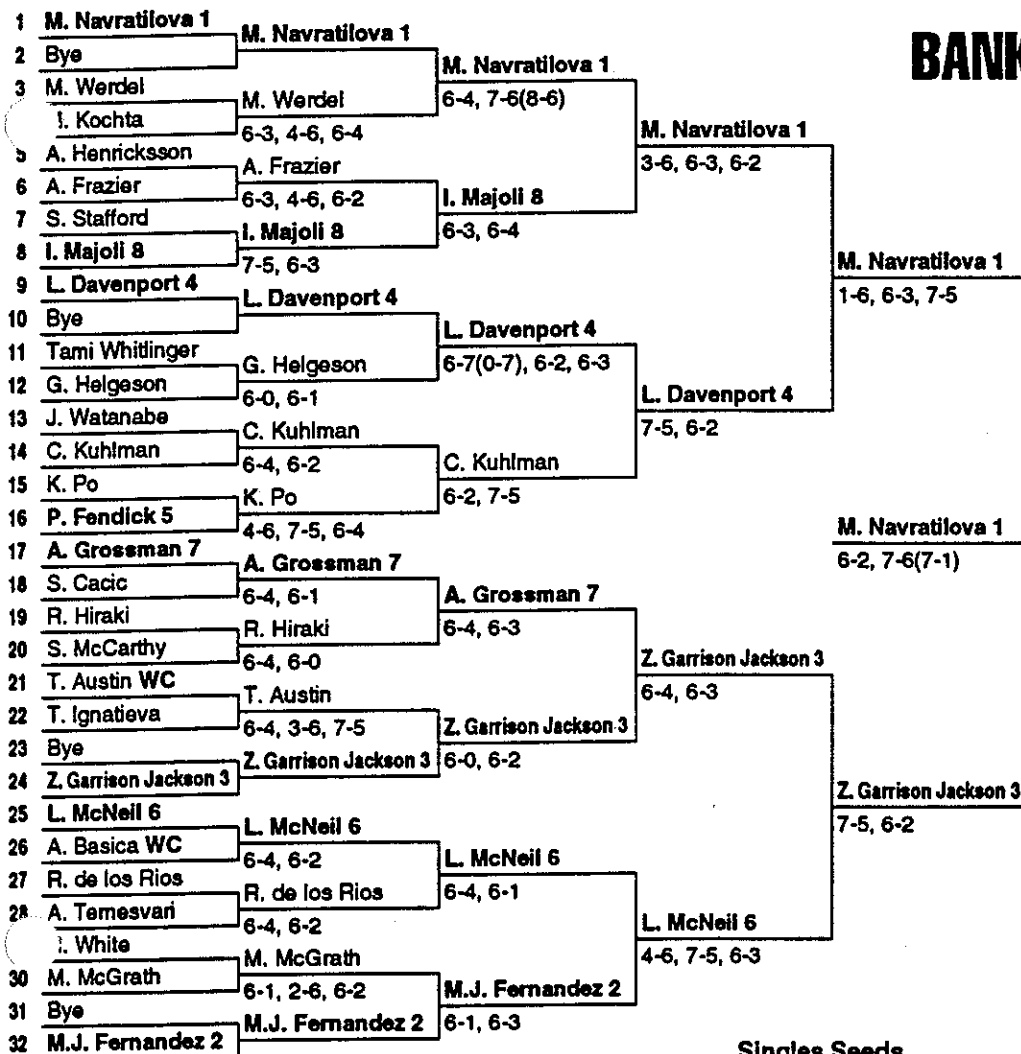 BANK
1 M. Navratilova 1
2 Bye
3 M. Werdel
Kochta
5 A. Henricksson
6 A. Frazier
7 S. Stafford
8 I. Majoli 8
9 L. Davenport 4
10 Bye
11 Tami Whitlinger
12 G. Helgeson
13 J. Watanabe
14 C. Kuhlman
15 K. Po
16 P. Fendick 5
17 A. Grossman 7
18 S. Cacic
19 R. Hiraki
20 S. McCarthy
21 T. Austin WC
22 T. Ignatieva
23 Bye
24 Z. Garrison Jackson 3
25 L. McNeil 6
26 A. Basica WC
27 R. de los Rios
28 A. Temesvari
White
30 M. McGrath
31 Bye
32 M.J. Fernandez 2
M. Navratilova 1
M. Werdel
6-3, 4-6, 6-4
A. Frazier
6-3, 4-6, 6-2
I. Majoli 8
7-5, 6-3
L. Davenport 4
G. Helgeson
6-0, 6-1
C. Kuhlman
6-4, 6-2
K. Po
4-6, 7-5, 6-4
A. Grossman 7
6-4, 6-1
R. Hiraki
6-4, 6-0
T. Austin
6-4, 3-6, 7-5
Z. Garrison Jackson 3
L. McNeil 6
6-4, 6-2
R. de los Rios
6-4, 6-2
M. McGrath
6-1, 2-6, 6-2
M.J. Fernandez 2
M. Navratilova 1
6-4, 7-6(8-6)
I. Majoli 8
6-3, 6-4
L. Davenport 4
6-7(0-7), 6-2, 6-3
C. Kuhlman
6-2, 7-5
A. Grossman 7
6-4, 6-3
Z. Garrison Jackson 3
6-0, 6-2
L. McNeil 6
6-4, 6-1
M.J. Fernandez 2
6-1, 6-3
M. Navratilova 1
3-6, 6-3, 6-2
L. Davenport 4
7-5, 6-2
Z. Garrison Jackson 3
6-4, 6-3
L. McNeil 6
4-6, 7-5, 6-3
M. Navratilova 1
1-6, 6-3, 7-5
Z. Garrison Jackson 3
7-5, 6-2
M. Navratilova 1
6-2, 7-6(7-1)
Singles Seeds